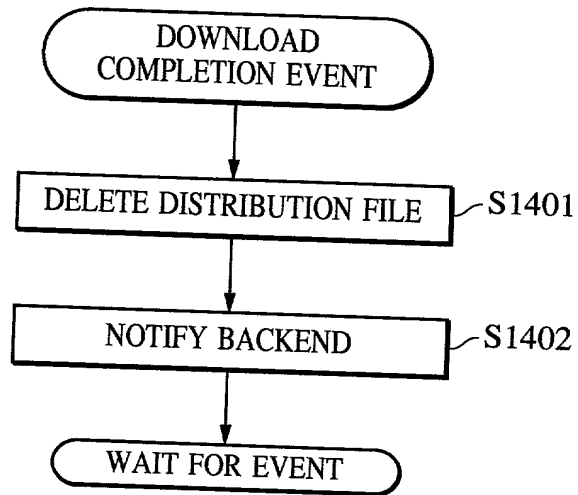 DOWNLOAD
COMPLETION EVENT
DELETE DISTRIBUTION FILE
S1401
NOTIFY BACKEND
S1402
WAIT FOR EVENT